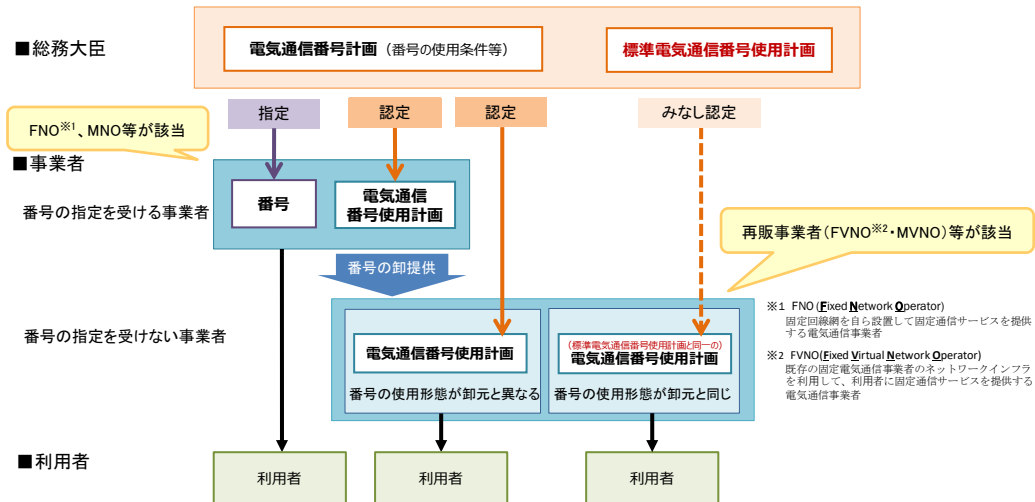 ■総務大臣
電気通信番号計画（番号の使用条件等）
標準電気通信番号使用計画
指定
認定
認定
みなし認定
FNO※1、MNO等が該当
■事業者
番号の指定を受ける事業者
番号
電気通信
番号使用計画
再販事業者（FVNO※2・MVNO）等が該当
番号の卸提供
番号の指定を受けない事業者
電気通信番号使用計画
番号の使用形態が卸元と異なる
（標準電気通信番号使用計画と同一の）
電気通信番号使用計画
番号の使用形態が卸元と同じ
※1 FNO（Fixed Network Operator）
固定回線網を自ら設置して固定通信サービスを提供
する電気通信事業者
※2 FVNO(Fixed Virtual Network Operator)
既存の固定電気通信事業者のネットワークインフラ
を利用して、利用者に固定通信サービスを提供する
電気通信事業者
■利用者
利用者
利用者
利用者